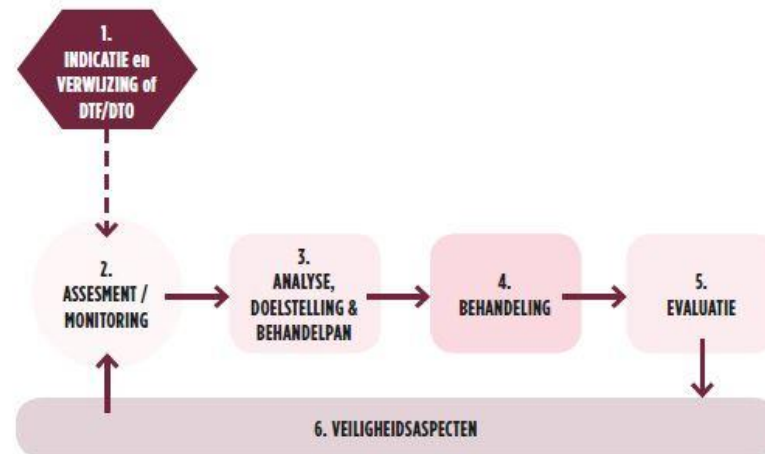 1.
INDICATIE en
VERWIJZING of
DTF/DTO
2.
ASSESMENT /
MONITORING
3.
ANALYSE,
DOELSTELLING &
BEHANDELPAN
4.
BEHANDELING
5.
EVALUATIE
6. VEILIGHEIDSASPECTEN